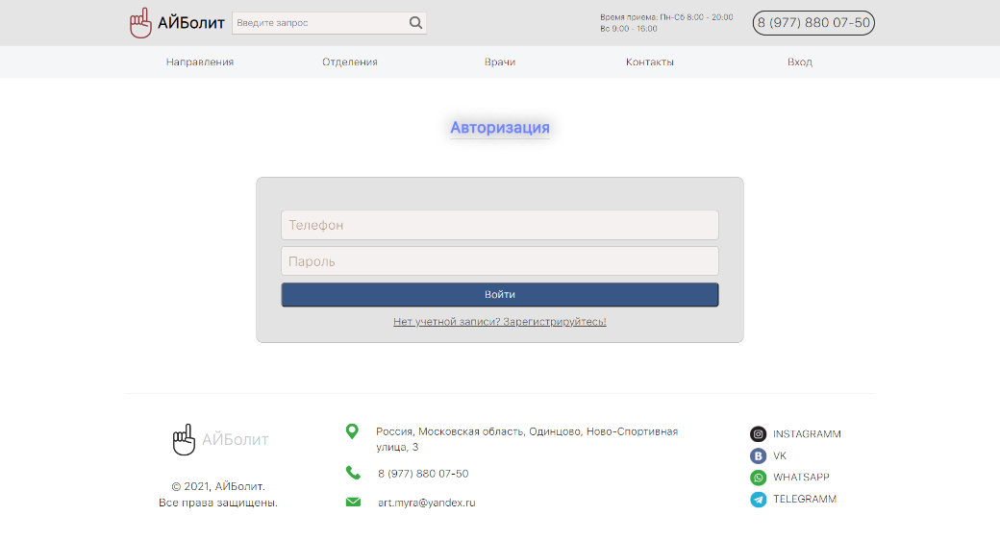 АЙБолит
Введите запрос
Время приема: Пн-Сб 8:00 - 20:00
Вс 9:00 - 16:00
8 (977) 880 07-50
Направления
Отделения
Врачи
Контакты
Вход
Авторизация
Телефон
Пароль
Войти
Нет учетной записи? Зарегистрируйтесь!
АЙБолит
© 2021, АЙБолит.
Все права защищены.
Россия, Московская область, Одинцово, Ново-Спортивная
улица, 3
8 (977) 880 07-50
art.myra@yandex.ru
INSTAGRAMM
VK
WHATSAPP
TELEGRAMM